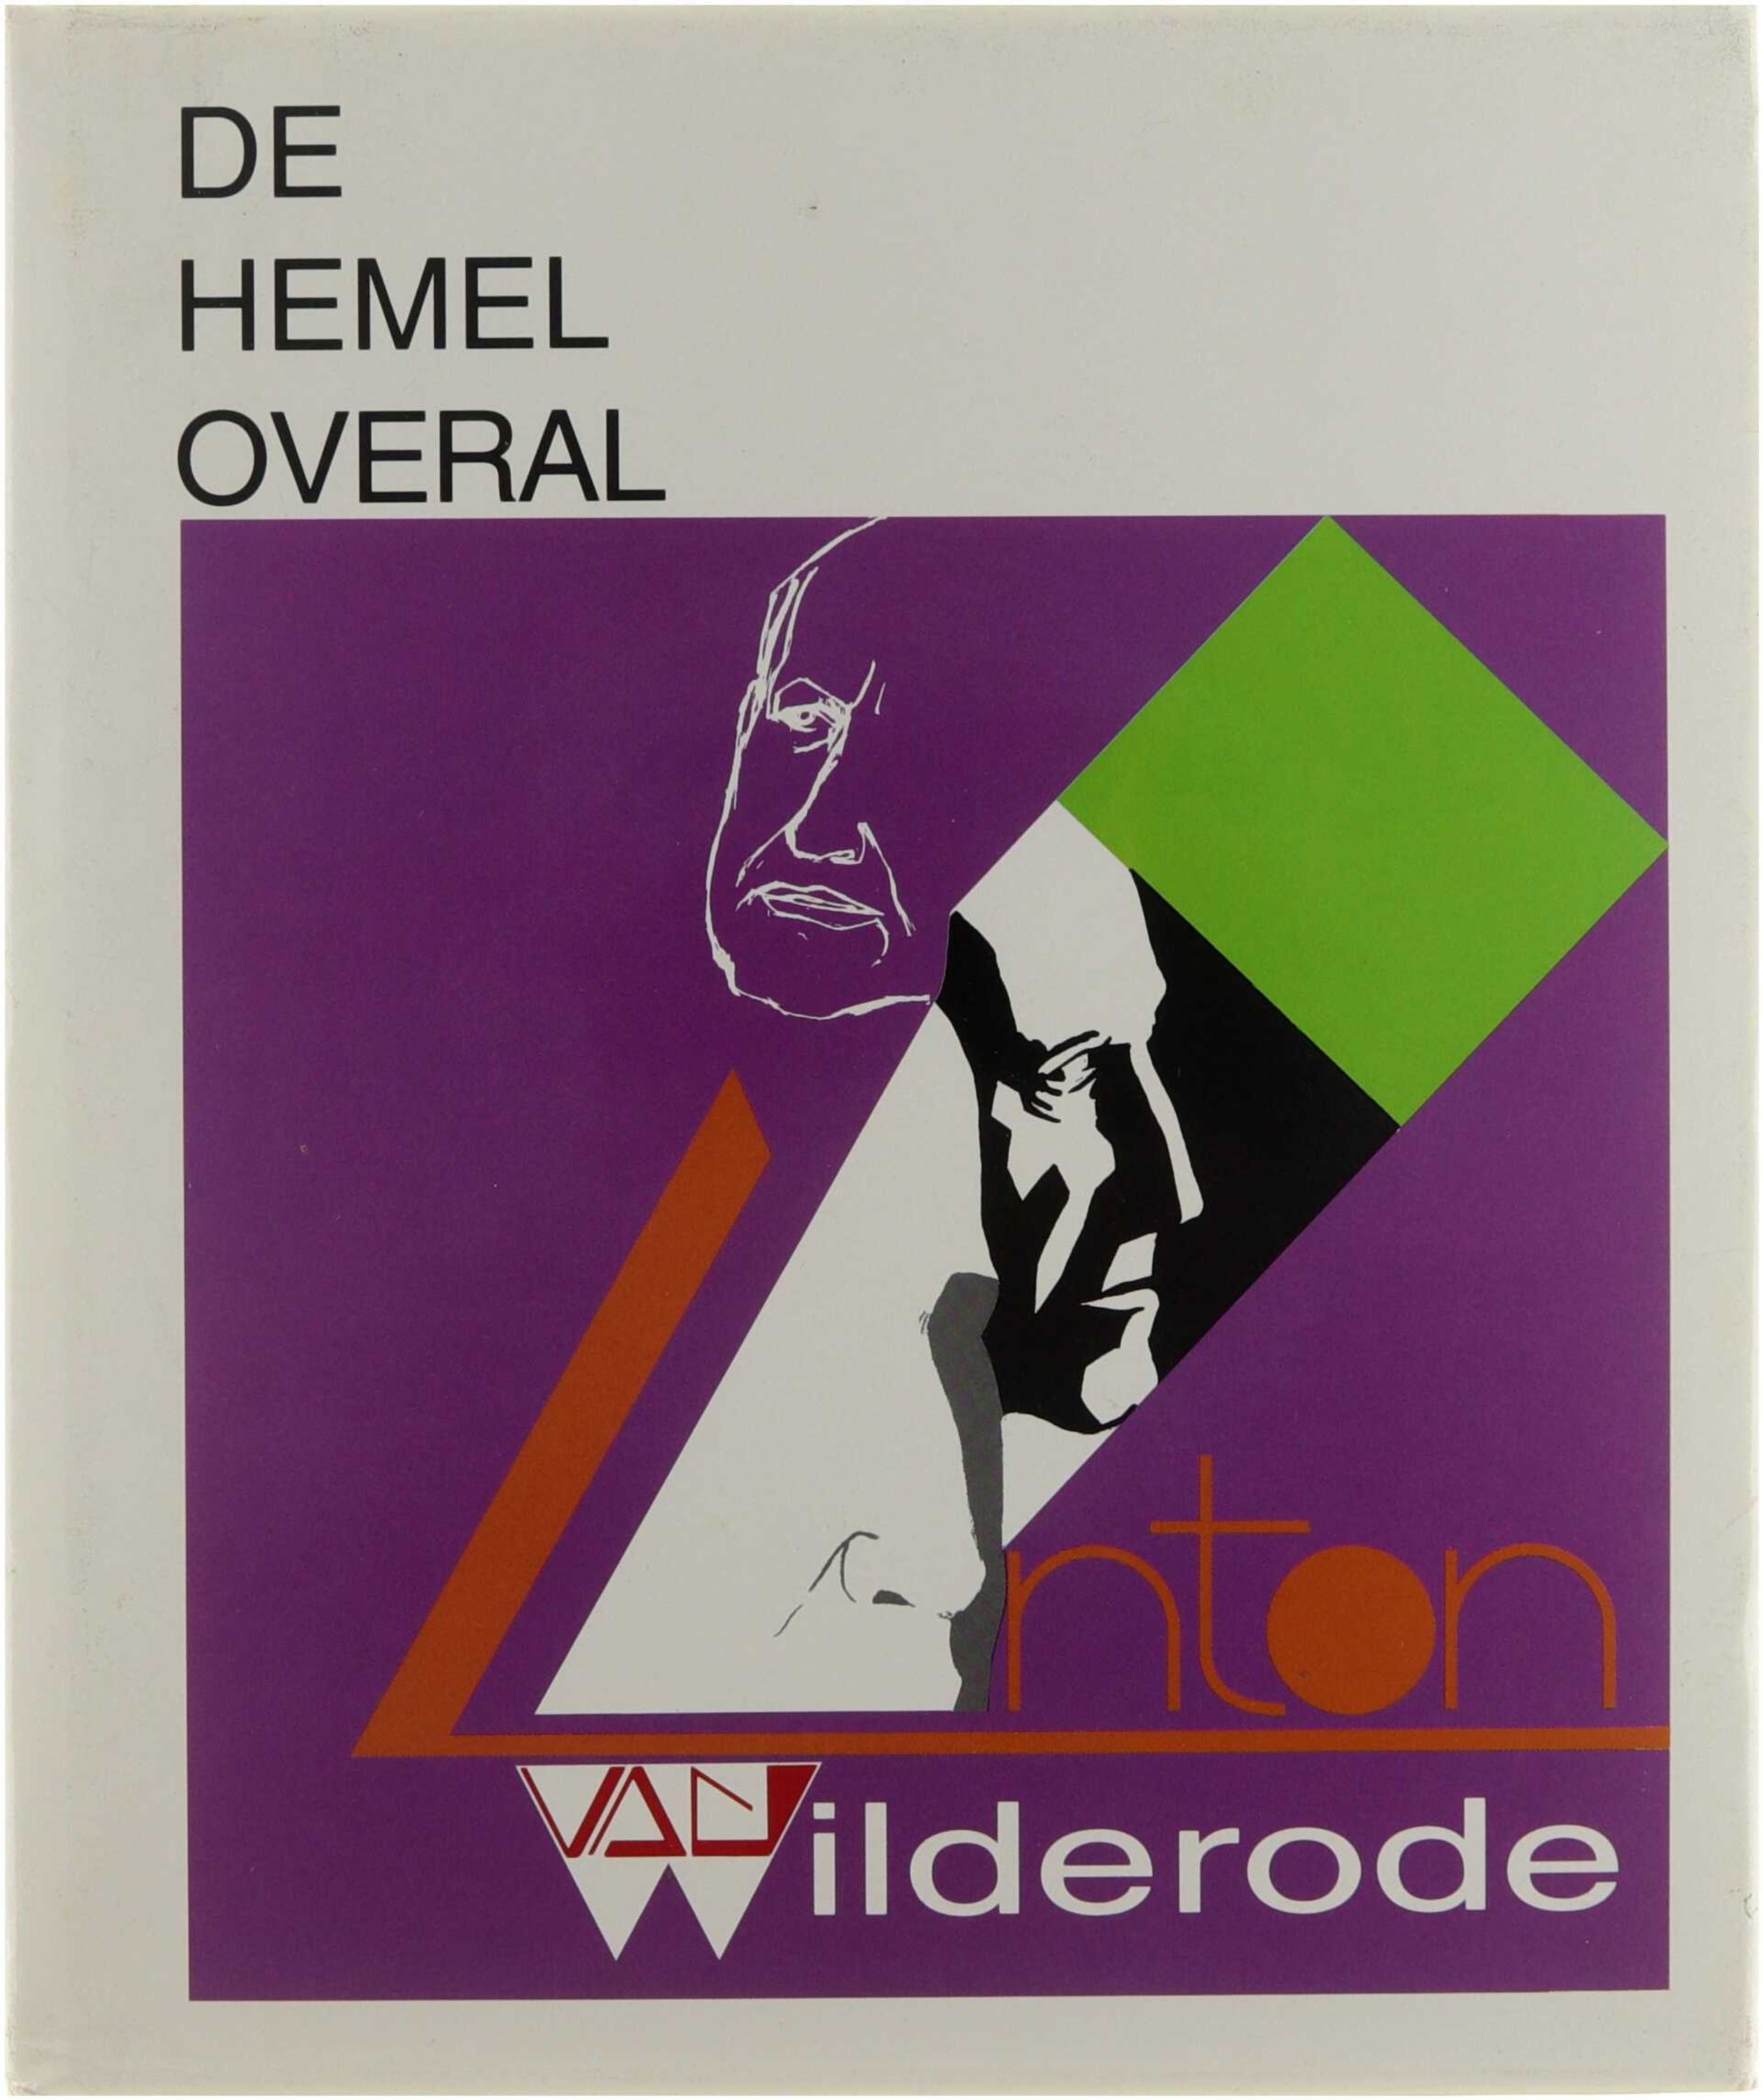 DE
HEMEL
OVERAL
Anton
VAN
Wilderode